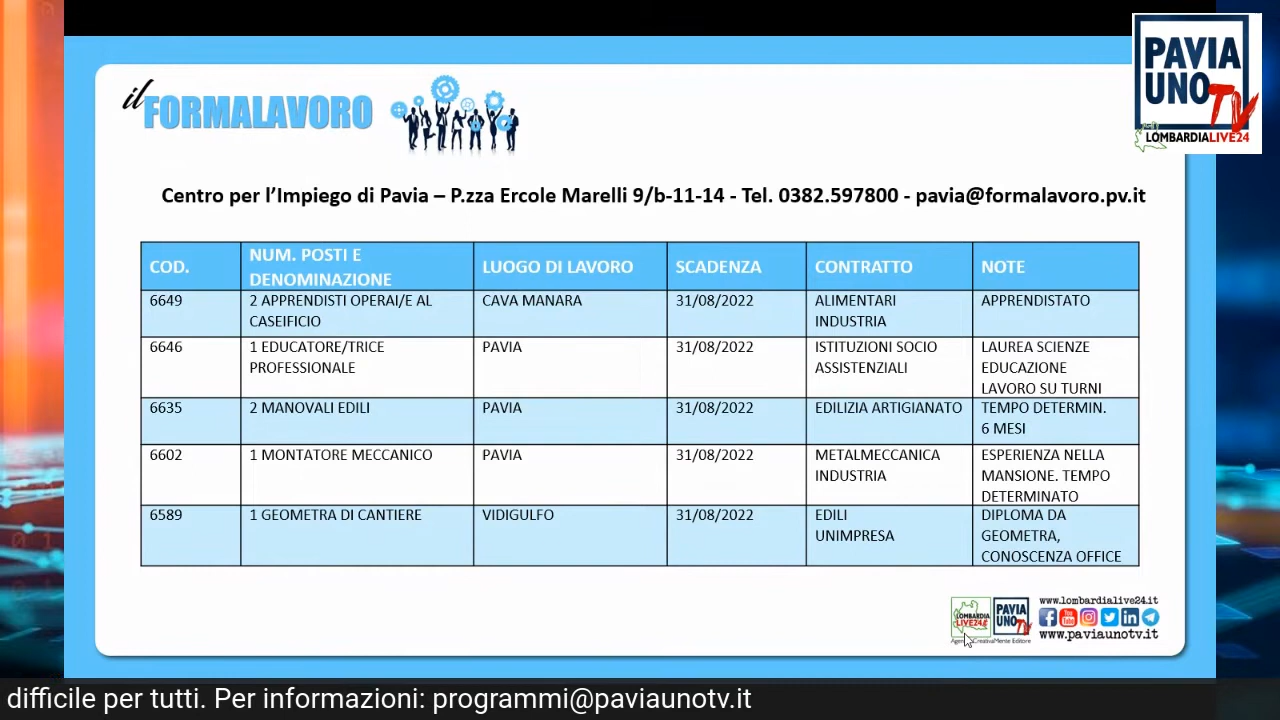 PAVIA
UNO TV
LOMBARDIALIVE24
il FORMALAVORO
Centro per l'Impiego di Pavia – P.zza Ercole Marelli 9/b-11-14 - Tel. 0382.597800 - pavia@formalavoro.pv.it
COD. NUM. POSTI E DENOMINAZIONE LUOGO DI LAVORO SCADENZA CONTRATTO NOTE
6649 2 APPRENDISTI OPERAI/E AL CASEIFICIO CAVA MANARA 31/08/2022 ALIMENTARI INDUSTRIA APPRENDISTATO
6646 1 EDUCATORE/TRICE PROFESSIONALE PAVIA 31/08/2022 ISTITUZIONI SOCIO ASSISTENZIALI LAUREA SCIENZE EDUCAZIONE LAVORO SU TURNI
6635 2 MANOVALI EDILI PAVIA 31/08/2022 EDILIZIA ARTIGIANATO TEMPO DETERMIN. 6 MESI
6602 1 MONTATORE MECCANICO PAVIA 31/08/2022 METALMECCANICA INDUSTRIA ESPERIENZA NELLA MANSIONE. TEMPO DETERMINATO
6589 1 GEOMETRA DI CANTIERE VIDIGULFO 31/08/2022 EDILI UNIMPRESA DIPLOMA DA GEOMETRA, CONOSCENZA OFFICE
LOMBARDIA
LIVE24
PAVIA
UNO TV
www.lombardialive24.it
www.paviaunotv.it
difficile per tutti. Per informazioni: programmi@paviaunotv.it